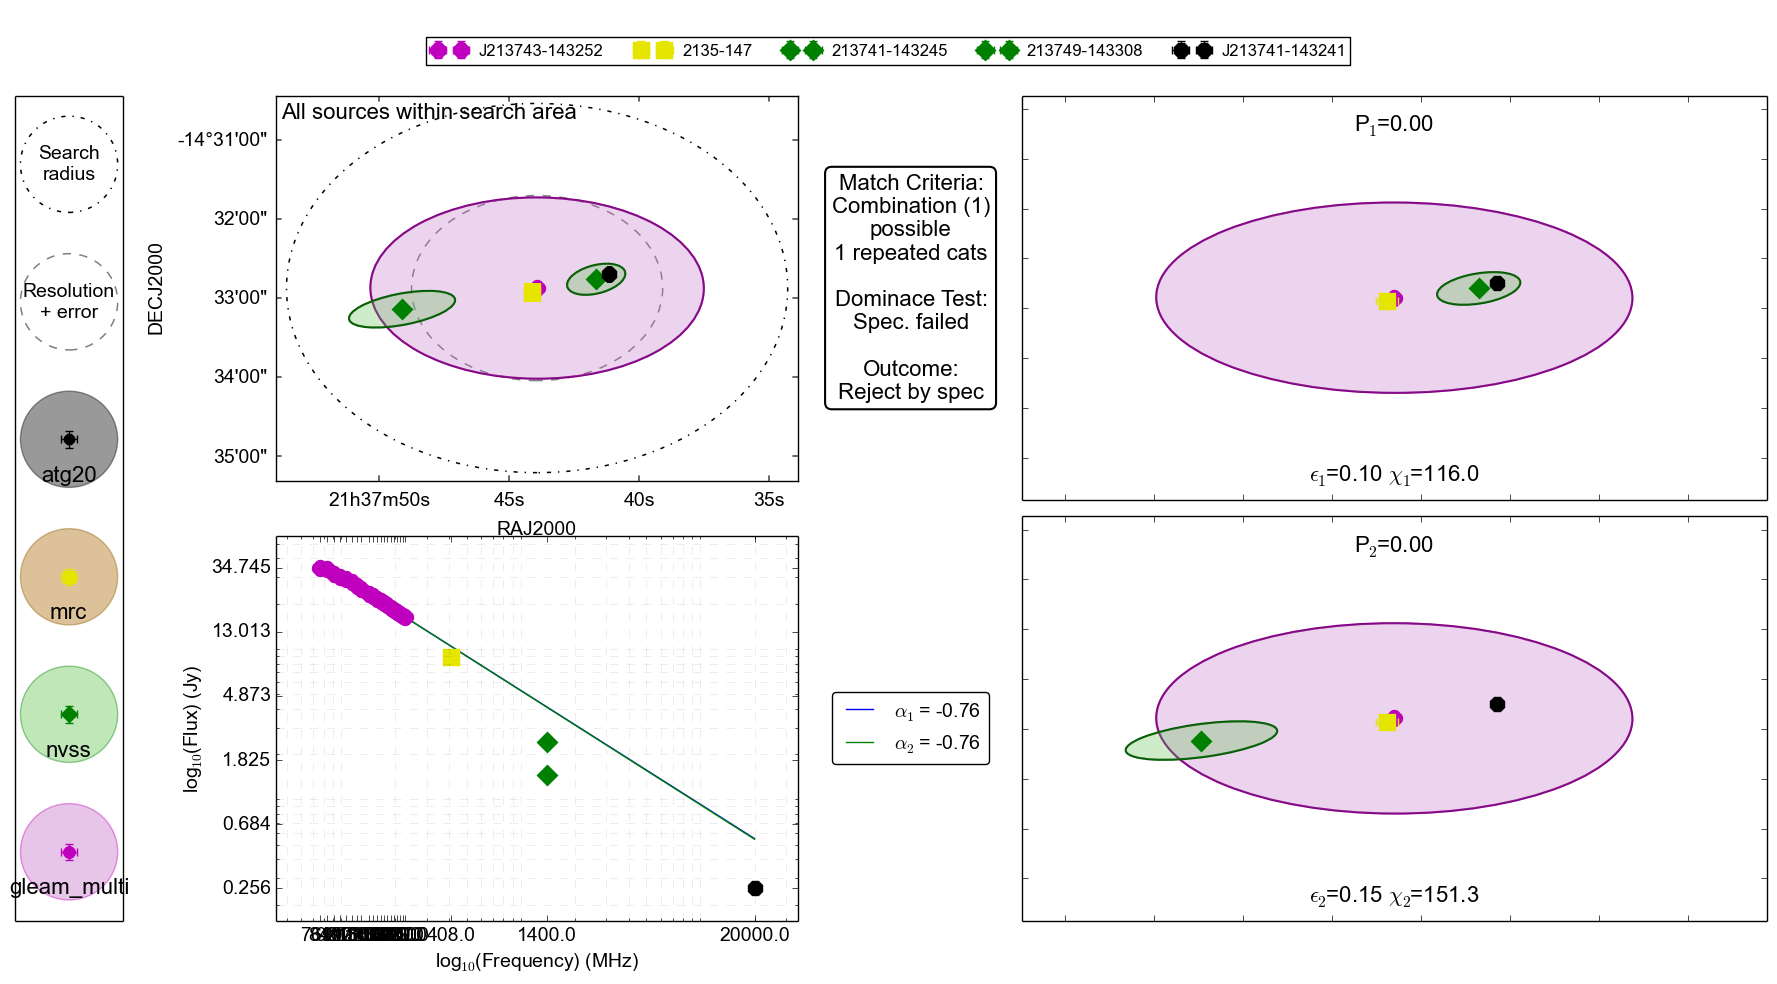 J213743-143252
2135-147
213741-143245
213749-143308
J213741-143241
Search
radius
Resolution
+ error
atg20
mrc
nvss
gleam_multi
All sources within search area
DECJ2000
-14°31'00"
32'00"
33'00"
34'00"
35'00"
21h37m50s
45s
40s
35s
RAJ2000
Match Criteria:
Combination (1)
possible
1 repeated cats
Dominace Test:
Spec. failed
Outcome:
Reject by spec
P₁=0.00
ϵ₁=0.10 χ₁=116.0
log₁₀(Flux) (Jy)
34.745
13.013
4.873
1.825
0.684
0.256
408.0
1400.0
20000.0
log₁₀(Frequency) (MHz)
α₁ = -0.76
α₂ = -0.76
P₂=0.00
ϵ₂=0.15 χ₂=151.3